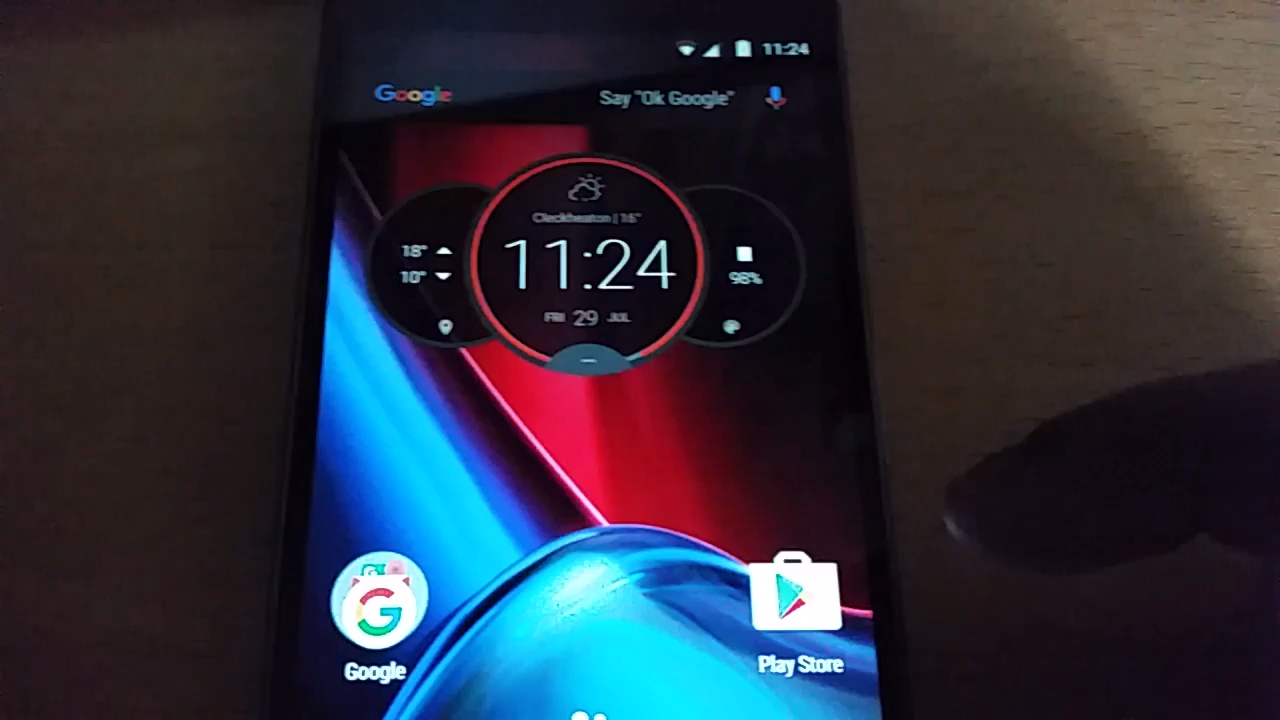 11:24
Google Say "Ok Google"
Cleckheaton | 16°
18°
10°
11:24
98%
FRI 29 JUL
Google
Play Store